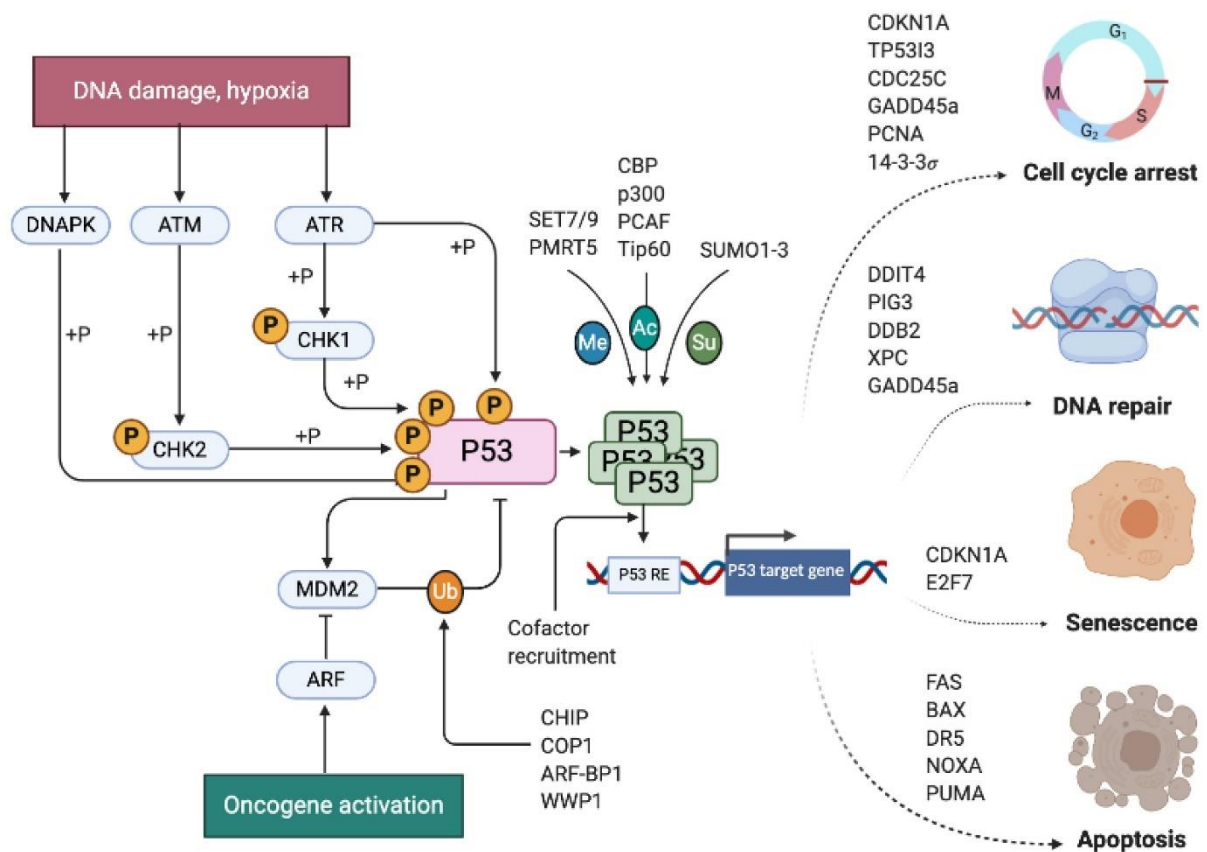 DNA damage, hypoxia
DNAPK
ATM
ATR
+P
+P
+P
+P
P
CHK1
+P
P
CHK2
+P
P
P
P
P
P53
SET7/9
PMRT5
CBP
p300
PCAF
Tip60
SUMO1-3
Me
Ac
Su
P53
P53
53
P53
MDM2
Ub
ARF
Oncogene activation
CHIP
COP1
ARF-BP1
WWP1
Cofactor
recruitment
P53 RE
P53 target gene
CDKN1A
TP53I3
CDC25C
GADD45a
PCNA
14-3-3σ
G1
M
G2
S
Cell cycle arrest
DDIT4
PIG3
DDB2
XPC
GADD45a
DNA repair
CDKN1A
E2F7
Senescence
FAS
BAX
DR5
NOXA
PUMA
Apoptosis